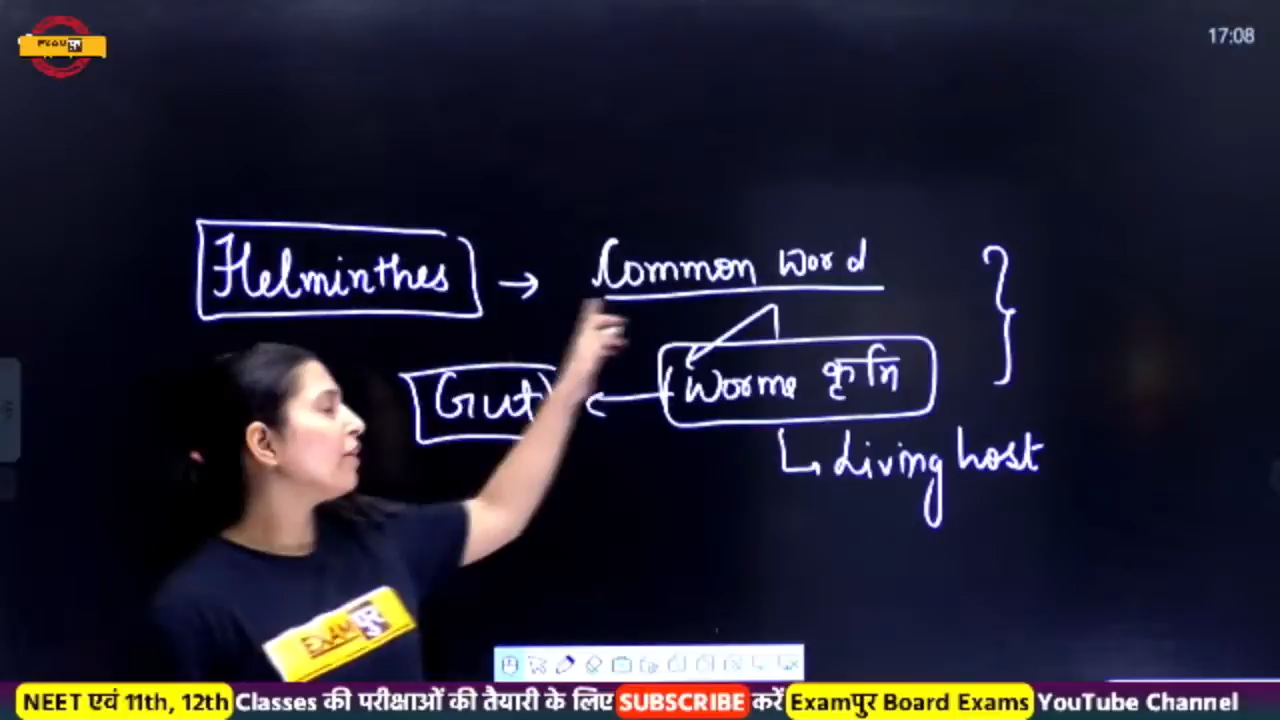 17:08
Helminthes → Common word
Gut ← Worms कृमि
↳ Living host
EXAMपुर
NEET एवं 11th, 12th Classes की परीक्षाओं की तैयारी के लिए SUBSCRIBE करें Examपुर Board Exams YouTube Channel